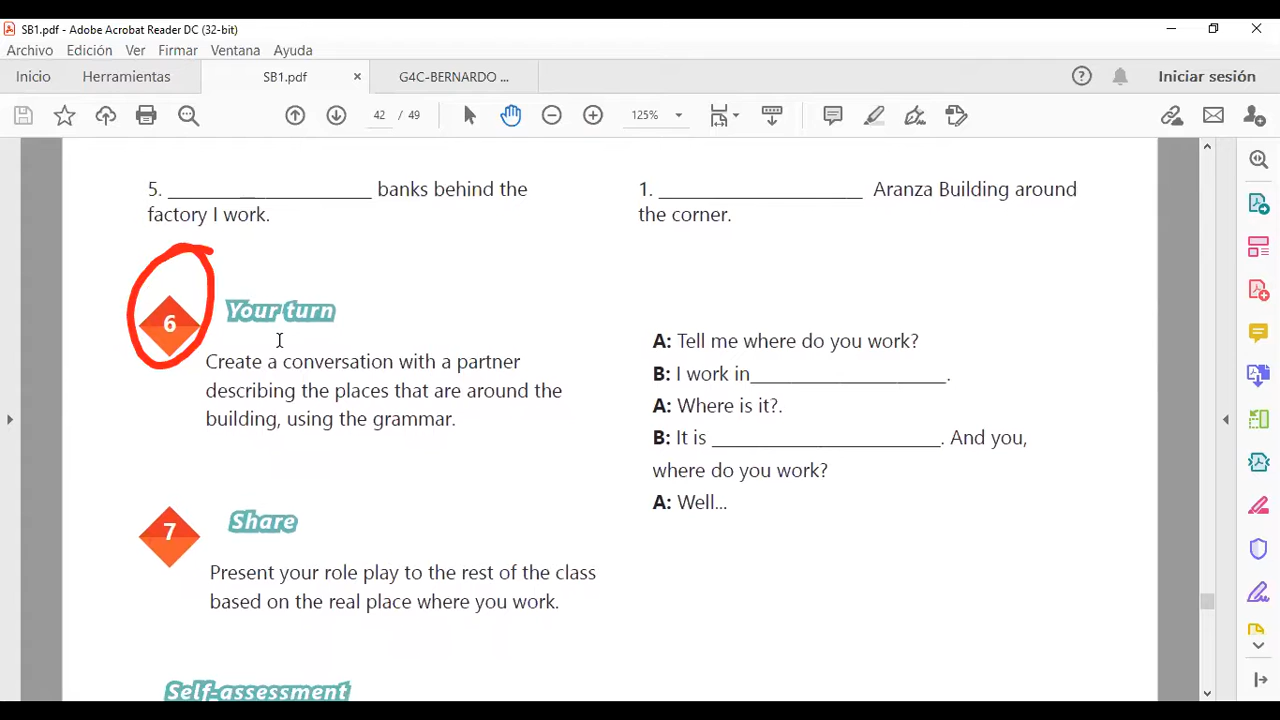 SB1.pdf - Adobe Acrobat Reader DC (32-bit)
Archivo Edición Ver Firmar Ventana Ayuda
Inicio Herramientas SB1.pdf × G4C-BERNARDO ... Iniciar sesión
42 / 49 125%
5. ____________________ banks behind the
factory I work.
1. ____________________ Aranza Building around
the corner.
6 Your turn
Create a conversation with a partner
describing the places that are around the
building, using the grammar.
A: Tell me where do you work?
B: I work in____________________.
A: Where is it?.
B: It is _______________________. And you,
where do you work?
A: Well...
7 Share
Present your role play to the rest of the class
based on the real place where you work.
Self-assessment